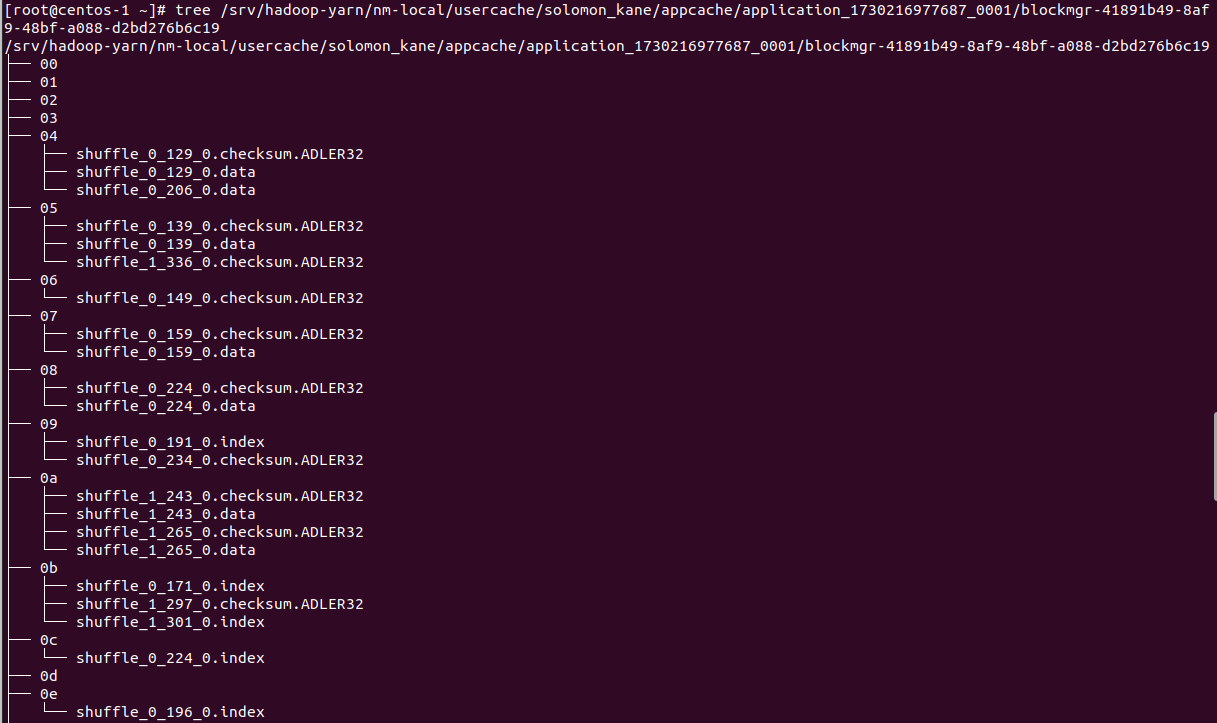 [root@centos-1 ~]# tree /srv/hadoop-yarn/nm-local/usercache/solomon_kane/appcache/application_1730216977687_0001/blockmgr-41891b49-8af
9-48bf-a088-d2bd276b6c19
/srv/hadoop-yarn/nm-local/usercache/solomon_kane/appcache/application_1730216977687_0001/blockmgr-41891b49-8af9-48bf-a088-d2bd276b6c19
├── 00
├── 01
├── 02
├── 03
├── 04
│   ├── shuffle_0_129_0.checksum.ADLER32
│   ├── shuffle_0_129_0.data
│   └── shuffle_0_206_0.data
├── 05
│   ├── shuffle_0_139_0.checksum.ADLER32
│   ├── shuffle_0_139_0.data
│   └── shuffle_1_336_0.checksum.ADLER32
├── 06
│   └── shuffle_0_149_0.checksum.ADLER32
├── 07
│   ├── shuffle_0_159_0.checksum.ADLER32
│   └── shuffle_0_159_0.data
├── 08
│   ├── shuffle_0_224_0.checksum.ADLER32
│   └── shuffle_0_224_0.data
├── 09
│   ├── shuffle_0_191_0.index
│   └── shuffle_0_234_0.checksum.ADLER32
├── 0a
│   ├── shuffle_1_243_0.checksum.ADLER32
│   ├── shuffle_1_243_0.data
│   ├── shuffle_1_265_0.checksum.ADLER32
│   └── shuffle_1_265_0.data
├── 0b
│   ├── shuffle_0_171_0.index
│   ├── shuffle_1_297_0.checksum.ADLER32
│   └── shuffle_1_301_0.index
├── 0c
│   └── shuffle_0_224_0.index
├── 0d
├── 0e
│   └── shuffle_0_196_0.index